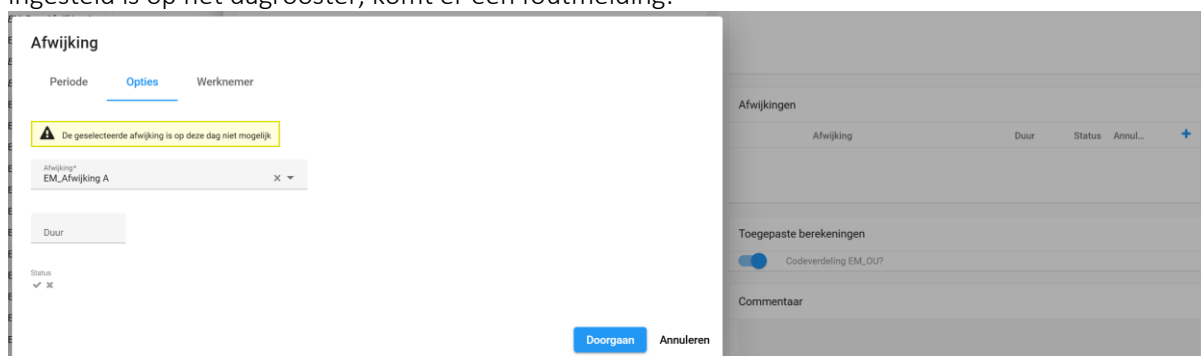 ingesteld is op het dagrooster, komt er een foutmelding:
Afwijking
Periode Opties Werknemer
De geselecteerde afwijking is op deze dag niet mogelijk
Afwijking*
EM_Afwijking A
Duur
Status
Doorgaan Annuleren
Afwijkingen
Afwijking Duur Status Annul...
Toegepaste berekeningen
Codeverdeling EM_OU?
Commentaar